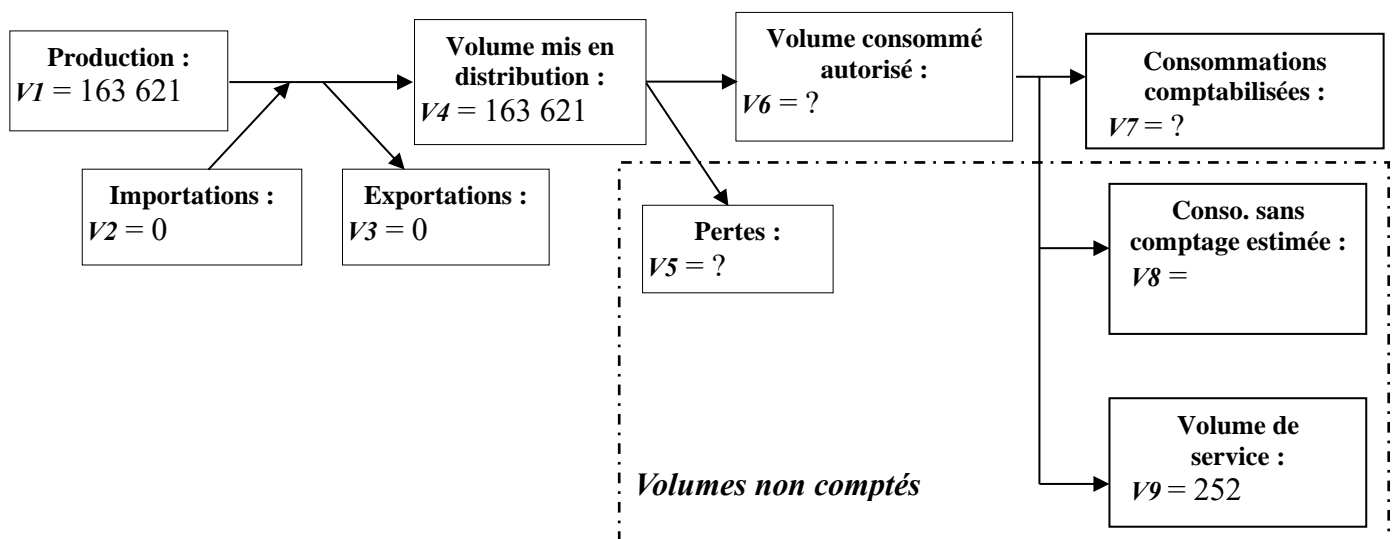 Production :
V1 = 163 621
Volume mis en
distribution :
V4 = 163 621
Volume consommé
autorisé :
V6 = ?
Consommations
comptabilisées :
V7 = ?
Importations :
V2 = 0
Exportations :
V3 = 0
Pertes :
V5 = ?
Conso. sans
comptage estimée :
V8 =
Volume de
service :
V9 = 252
Volumes non comptés